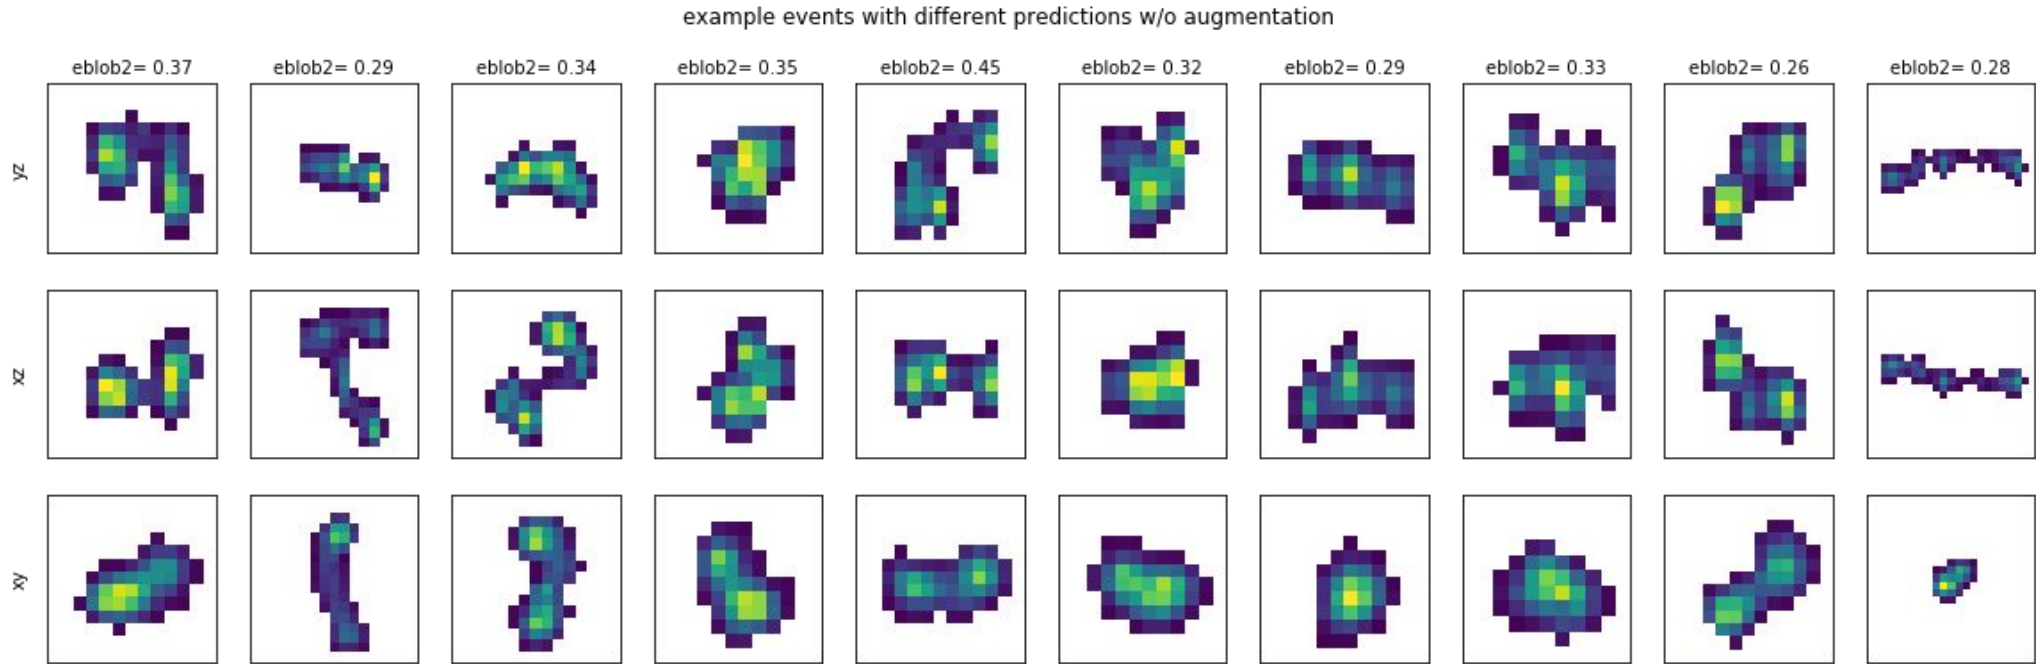 example events with different predictions w/o augmentation
eblob2= 0.37 eblob2= 0.29 eblob2= 0.34 eblob2= 0.35 eblob2= 0.45 eblob2= 0.32 eblob2= 0.29 eblob2= 0.33 eblob2= 0.26 eblob2= 0.28
yz
xz
xy